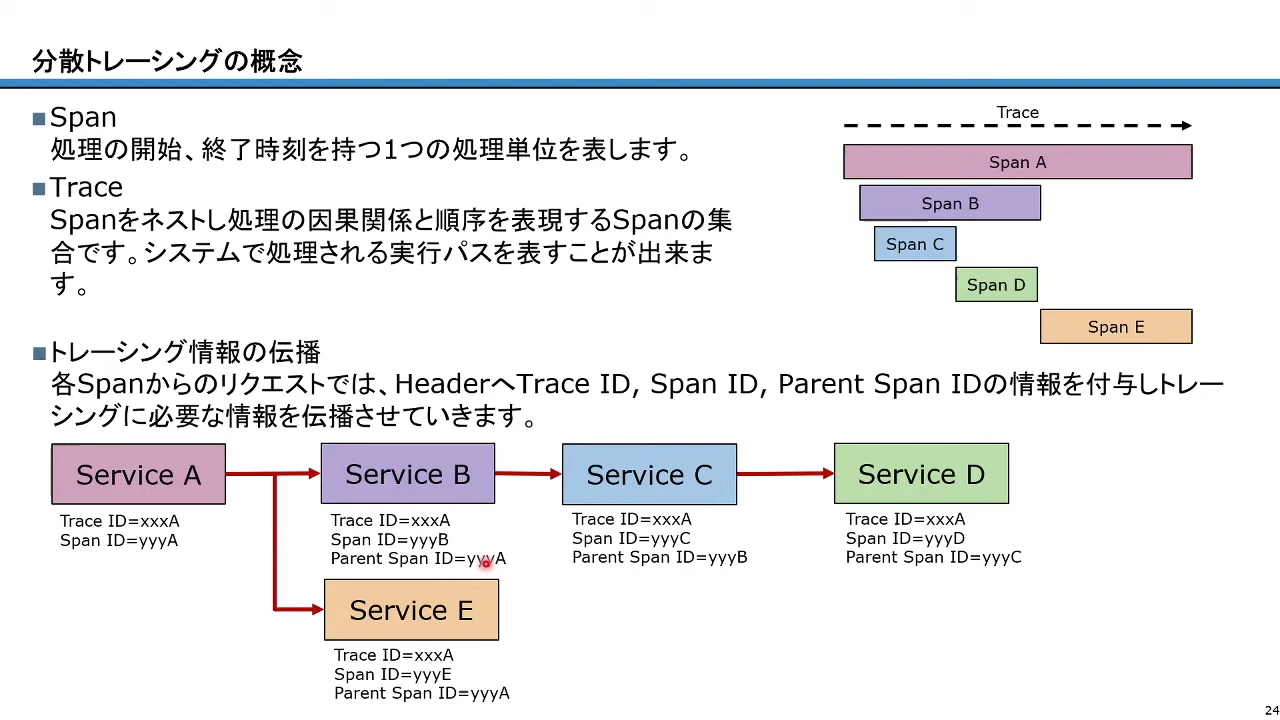 分散トレーシングの概念
Span
処理の開始、終了時刻を持つ1つの処理単位を表します。
Trace
Spanをネストし処理の因果関係と順序を表現するSpanの集
合です。システムで処理される実行パスを表すことが出来ま
す。
Trace
Span A
Span B
Span C
Span D
Span E
トレーシング情報の伝播
各Spanからのリクエストでは、HeaderへTrace ID, Span ID, Parent Span IDの情報を付与しトレー
シングに必要な情報を伝播させていきます。
Service A
Trace ID=xxxA
Span ID=yyyA
Service B
Trace ID=xxxA
Span ID=yyyB
Parent Span ID=yyyA
Service C
Trace ID=xxxA
Span ID=yyyC
Parent Span ID=yyyB
Service D
Trace ID=xxxA
Span ID=yyyD
Parent Span ID=yyyC
Service E
Trace ID=xxxA
Span ID=yyyE
Parent Span ID=yyyA
24